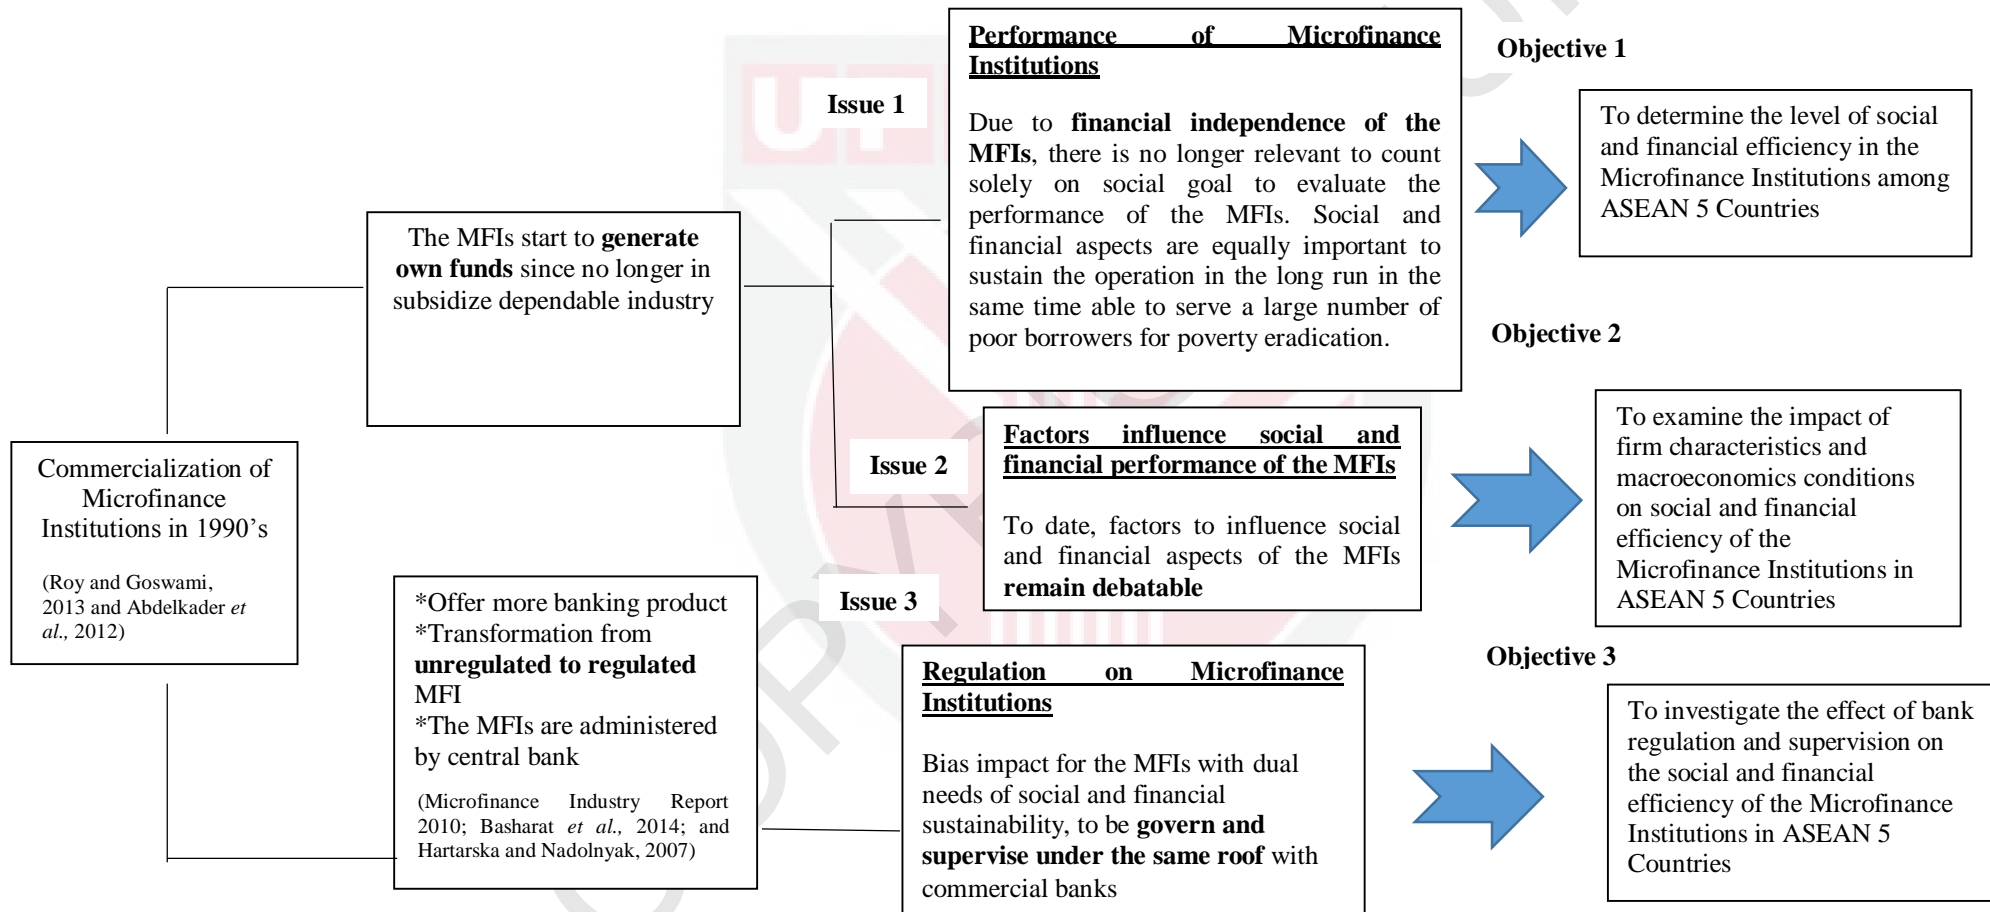 Commercialization of
Microfinance
Institutions in 1990’s
(Roy and Goswami,
2013 and Abdelkader et
al., 2012)
The MFIs start to generate
own funds since no longer in
subsidize dependable industry
*Offer more banking product
*Transformation from
unregulated to regulated
MFI
*The MFIs are administered
by central bank
(Microfinance Industry Report
2010; Basharat et al., 2014; and
Hartarska and Nadolnyak, 2007)
Issue 1
Performance of Microfinance
Institutions
Due to financial independence of the
MFIs, there is no longer relevant to count
solely on social goal to evaluate the
performance of the MFIs. Social and
financial aspects are equally important to
sustain the operation in the long run in the
same time able to serve a large number of
poor borrowers for poverty eradication.
Objective 1
To determine the level of social
and financial efficiency in the
Microfinance Institutions among
ASEAN 5 Countries
Issue 2
Factors influence social and
financial performance of the MFIs
To date, factors to influence social
and financial aspects of the MFIs
remain debatable
Objective 2
To examine the impact of
firm characteristics and
macroeconomics conditions
on social and financial
efficiency of the
Microfinance Institutions in
ASEAN 5 Countries
Issue 3
Regulation on Microfinance
Institutions
Bias impact for the MFIs with dual
needs of social and financial
sustainability, to be govern and
supervise under the same roof with
commercial banks
Objective 3
To investigate the effect of bank
regulation and supervision on
the social and financial
efficiency of the Microfinance
Institutions in ASEAN 5
Countries